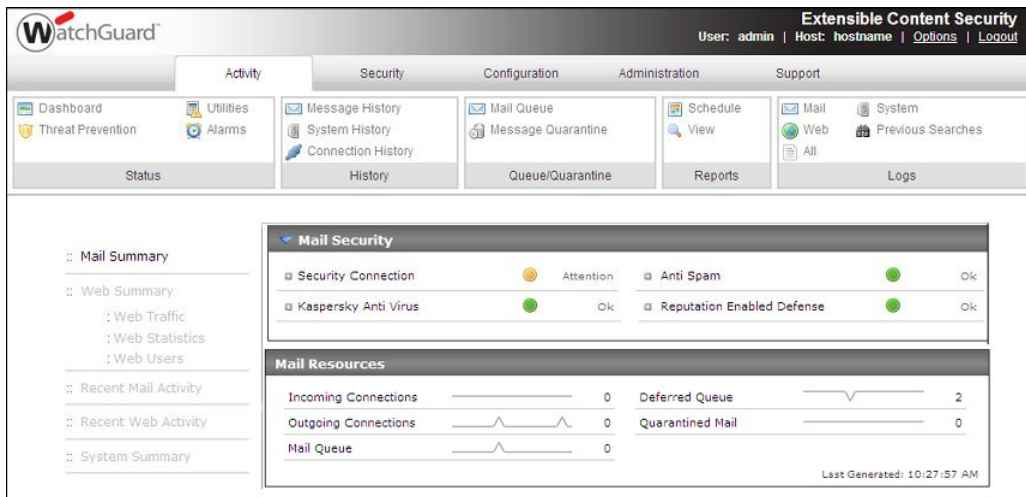 WatchGuard
Extensible Content Security
User: admin | Host: hostname | Options | Logout
Activity Security Configuration Administration Support
Dashboard Utilities Message History Mail Queue Schedule Mail System
Threat Prevention Alarms System History Message Quarantine View Web Previous Searches
Connection History All
Status History Queue/Quarantine Reports Logs
:: Mail Summary
:: Web Summary
: Web Traffic
: Web Statistics
: Web Users
:: Recent Mail Activity
:: Recent Web Activity
:: System Summary
Mail Security
Security Connection Attention Anti Spam Ok
Kaspersky Anti Virus Ok Reputation Enabled Defense Ok
Mail Resources
Incoming Connections 0 Deferred Queue 2
Outgoing Connections 0 Quarantined Mail 0
Mail Queue 0
Last Generated: 10:27:57 AM